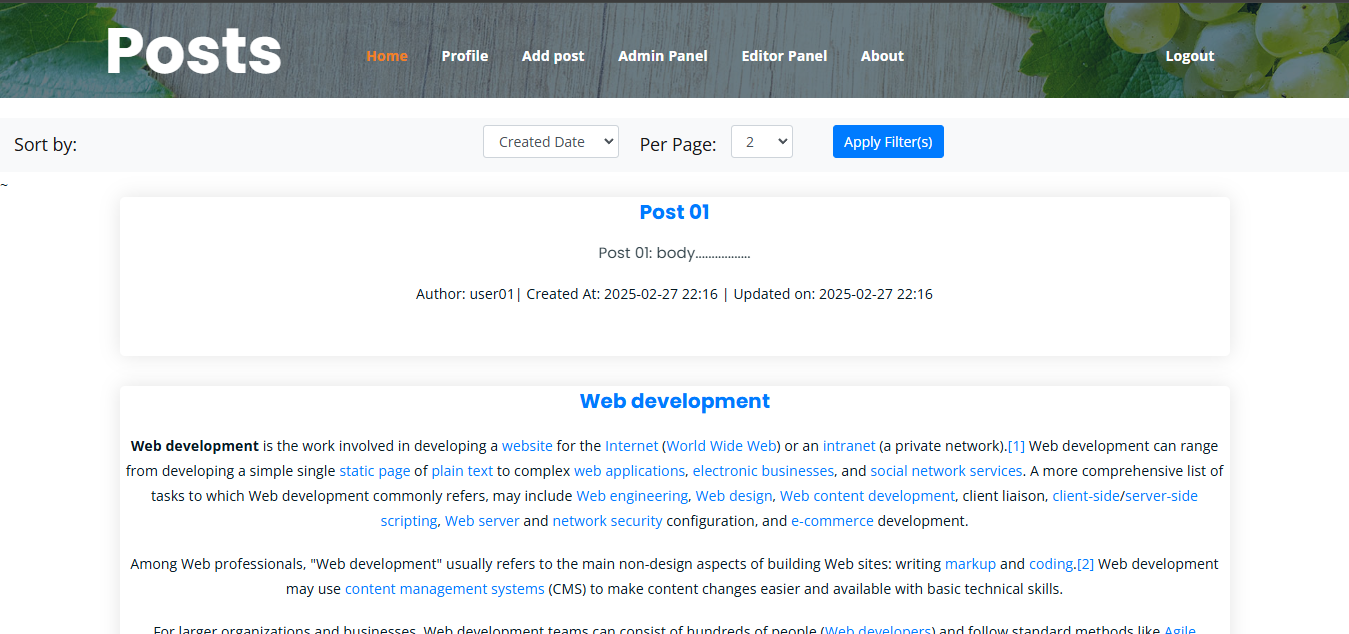 Posts
Home Profile Add post Admin Panel Editor Panel About Logout
Sort by: Created Date Per Page: 2 Apply Filter(s)
~
Post 01
Post 01: body.................
Author: user01| Created At: 2025-02-27 22:16 | Updated on: 2025-02-27 22:16
Web development
Web development is the work involved in developing a website for the Internet (World Wide Web) or an intranet (a private network).[1] Web development can range
from developing a simple single static page of plain text to complex web applications, electronic businesses, and social network services. A more comprehensive list of
tasks to which Web development commonly refers, may include Web engineering, Web design, Web content development, client liaison, client-side/server-side
scripting, Web server and network security configuration, and e-commerce development.
Among Web professionals, "Web development" usually refers to the main non-design aspects of building Web sites: writing markup and coding.[2] Web development
may use content management systems (CMS) to make content changes easier and available with basic technical skills.
For larger organizations and businesses, Web development teams can consist of hundreds of people (Web developers) and follow standard methods like Agile